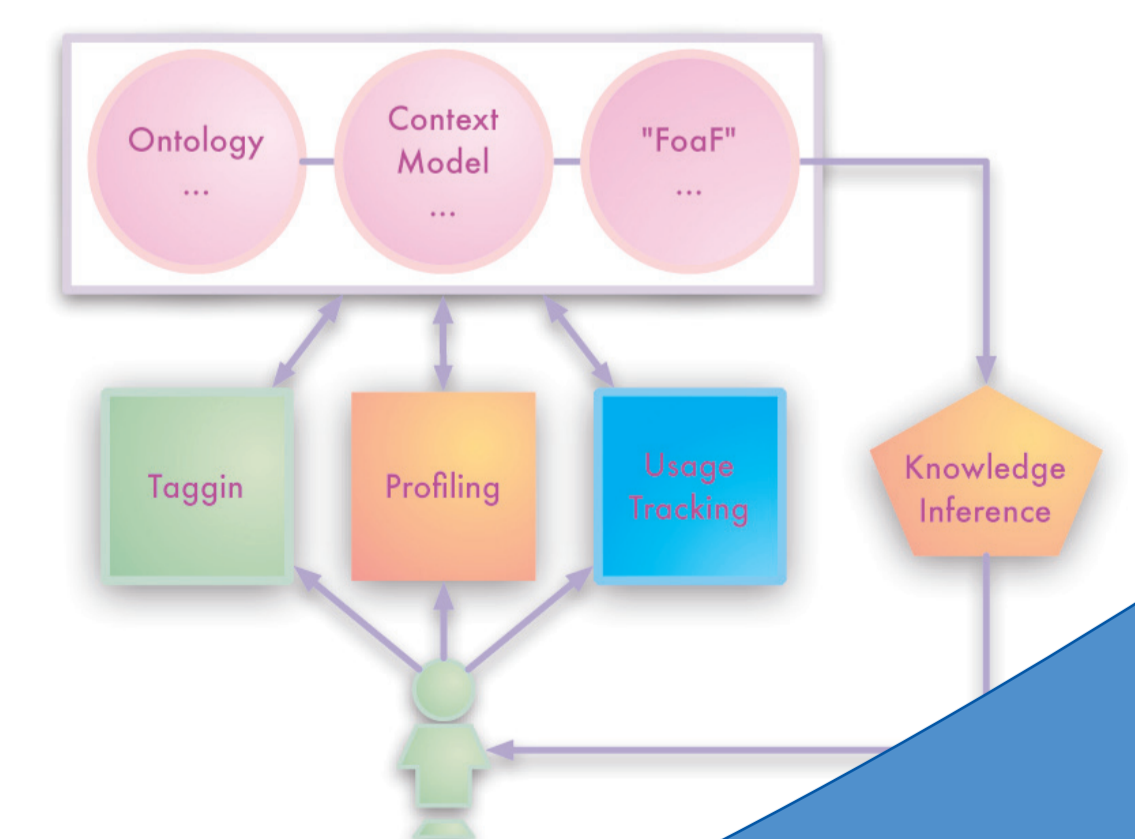 Ontology
...
Context
Model
...
"FoaF"
...
Taggin
Profiling
Usage
Tracking
Knowledge
Inference